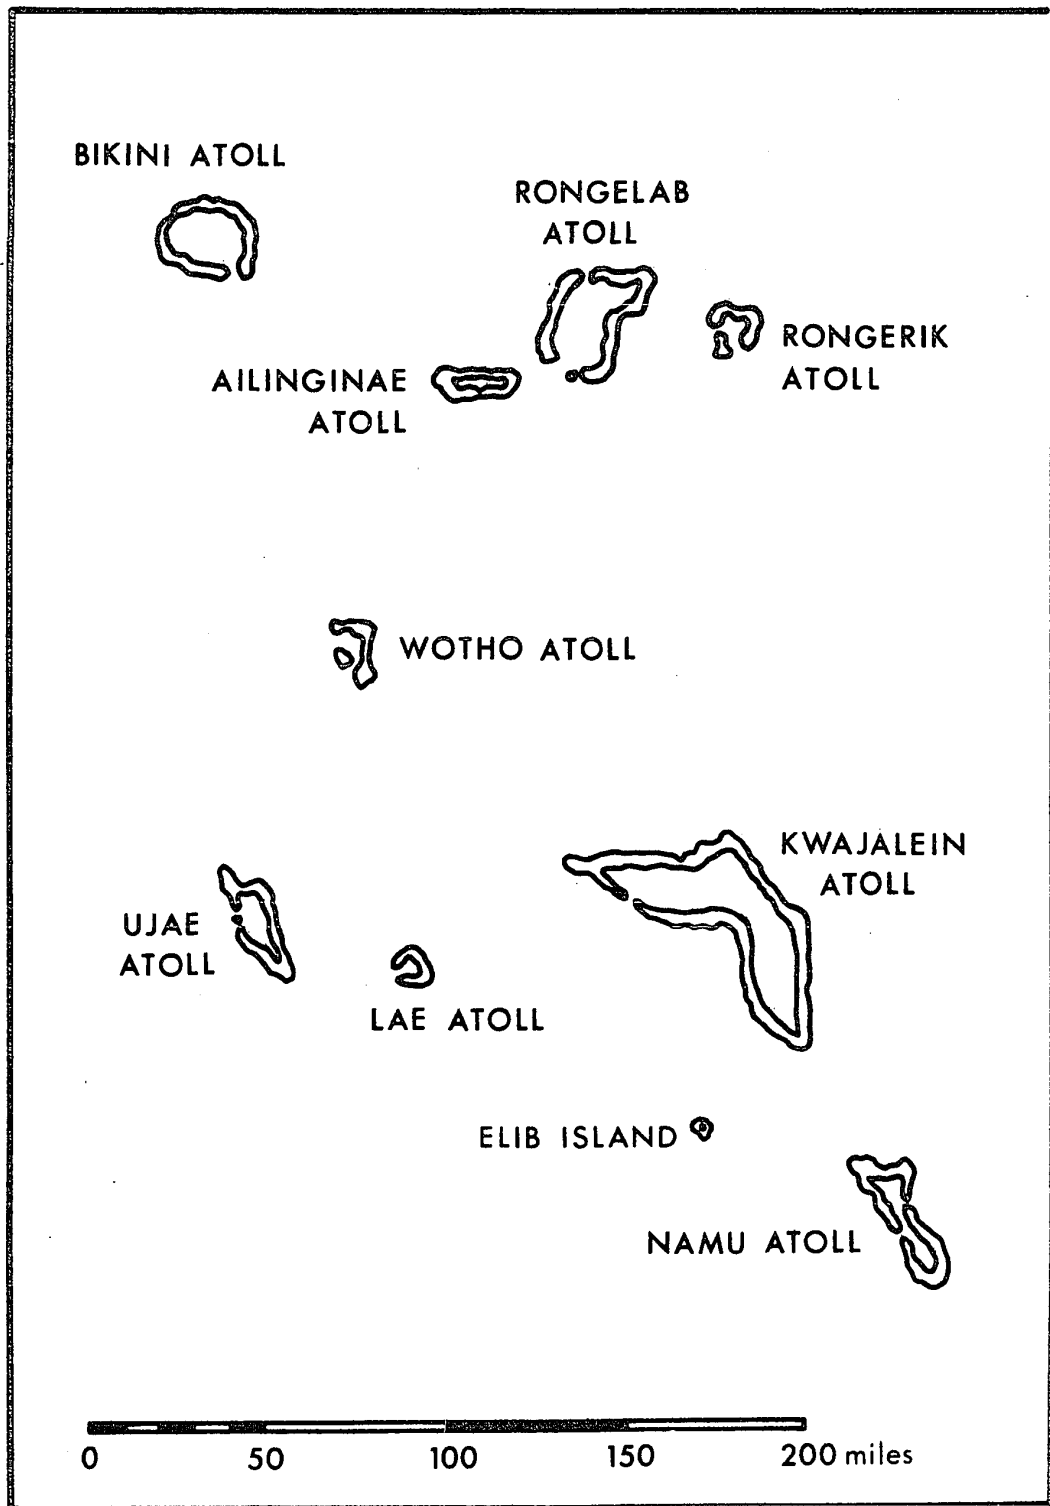 BIKINI ATOLL
RONGELAB
ATOLL
RONGERIK
ATOLL
AILINGINAE
ATOLL
WOTHO ATOLL
KWAJALEIN
ATOLL
UJAE
ATOLL
LAE ATOLL
ELIB ISLAND
NAMU ATOLL
0 50 100 150 200 miles